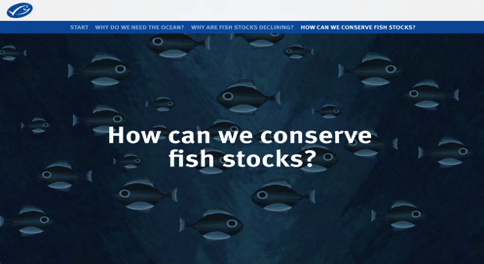 START WHY DO WE NEED THE OCEAN? WHY ARE FISH STOCKS DECLINING? HOW CAN WE CONSERVE FISH STOCKS?
How can we conserve
fish stocks?